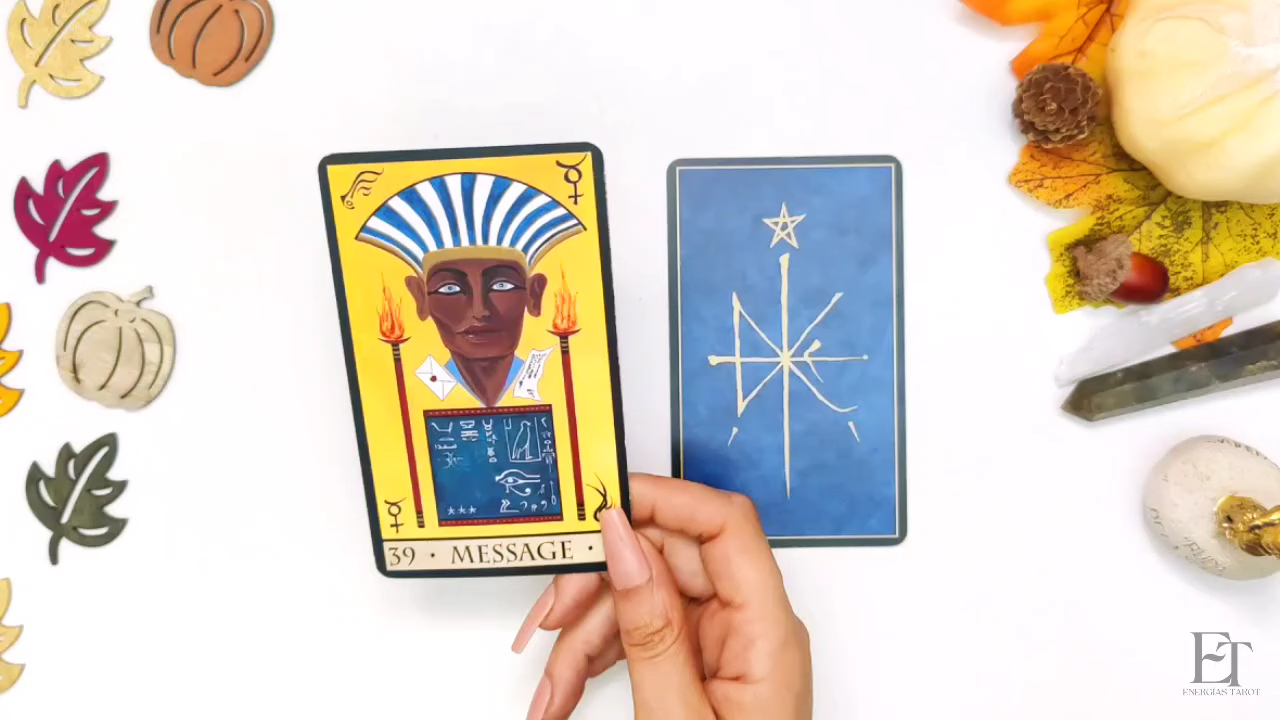 39 · MESSAGE ·
ET
ENERGIAS TAROT